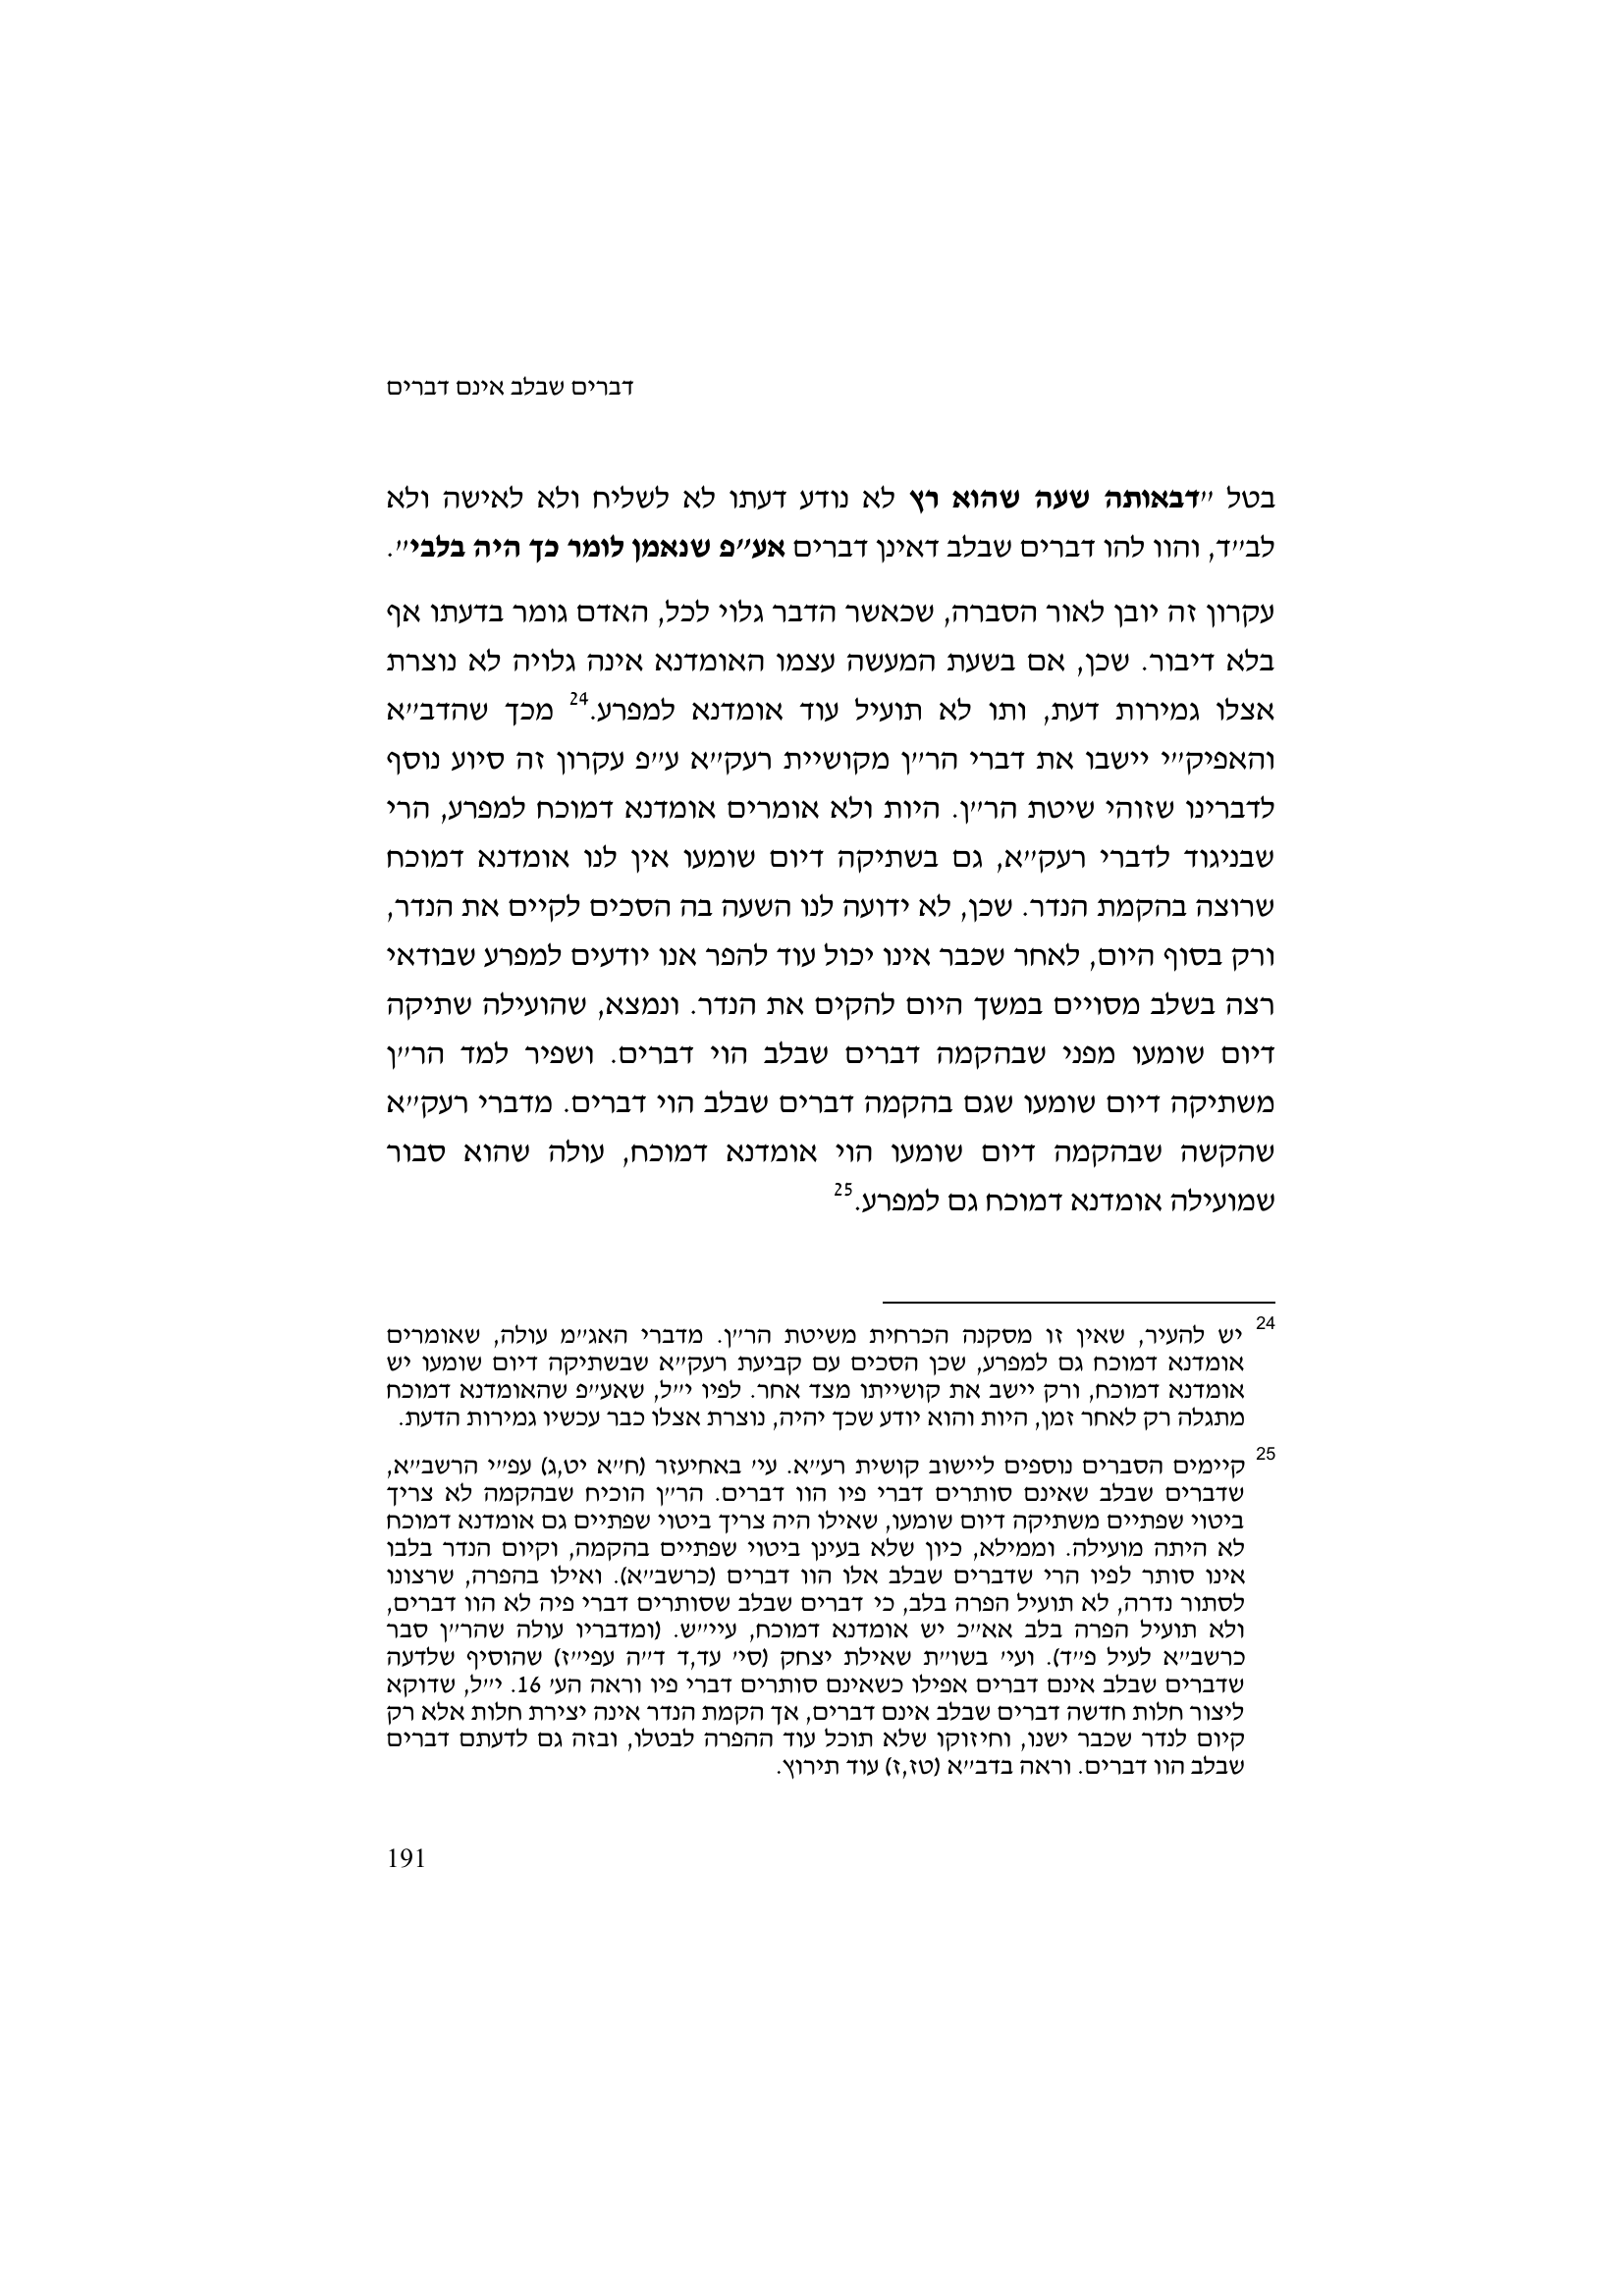 דברים שבלב אינם דברים
בטל "דבאותה שעה שהוא רץ לא נודע דעתו לא לשליח ולא לאישה ולא
לב"ד, והוו להו דברים שבלב דאינן דברים אע"פ שנאמן לומר כך היה בלבי".
עקרון זה יובן לאור הסברה, שכאשר הדבר גלוי לכל, האדם גומר בדעתו אף
בלא דיבור. שכן, אם בשעת המעשה עצמו האומדנא אינה גלויה לא נוצרת
אצלו גמירות דעת, ותו לא תועיל עוד אומדנא למפרע.24 מכך שהדב"א
והאפיק"י יישבו את דברי הר"ן מקושיית רעק"א ע"פ עקרון זה סיוע נוסף
לדברינו שזוהי שיטת הר"ן. היות ולא אומרים אומדנא דמוכח למפרע, הרי
שבניגוד לדברי רעק"א, גם בשתיקה דיום שומעו אין לנו אומדנא דמוכח
שרוצה בהקמת הנדר. שכן, לא ידועה לנו השעה בה הסכים לקיים את הנדר,
ורק בסוף היום, לאחר שכבר אינו יכול עוד להפר אנו יודעים למפרע שבודאי
רצה בשלב מסויים במשך היום להקים את הנדר. ונמצא, שהועילה שתיקה
דיום שומעו מפני שבהקמה דברים שבלב הוי דברים. ושפיר למד הר"ן
משתיקה דיום שומעו שגם בהקמה דברים שבלב הוי דברים. מדברי רעק"א
שהקשה שבהקמה דיום שומעו הוי אומדנא דמוכח, עולה שהוא סבור
שמועילה אומדנא דמוכח גם למפרע.25
24 יש להעיר, שאין זו מסקנה הכרחית משיטת הר"ן. מדברי האג"מ עולה, שאומרים
אומדנא דמוכח גם למפרע, שכן הסכים עם קביעת רעק"א שבשתיקה דיום שומעו יש
אומדנא דמוכח, ורק יישב את קושייתו מצד אחר. לפיו י"ל, שאע"פ שהאומדנא דמוכח
מתגלה רק לאחר זמן, היות והוא יודע שכך יהיה, נוצרת אצלו כבר עכשיו גמירות הדעת.
25 קיימים הסברים נוספים ליישוב קושית רע"א. עי' באחיעזר (ח"א יט,ג) עפ"י הרשב"א,
שדברים שבלב שאינם סותרים דברי פיו הוו דברים. הר"ן הוכיח שבהקמה לא צריך
ביטוי שפתיים משתיקה דיום שומעו, שאילו היה צריך ביטוי שפתיים גם אומדנא דמוכח
לא היתה מועילה. וממילא, כיון שלא בעינן ביטוי שפתיים בהקמה, וקיום הנדר בלבו
אינו סותר לפיו הרי שדברים שבלב אלו הוו דברים (כרשב"א). ואילו בהפרה, שרצונו
לסתור נדרה, לא תועיל הפרה בלב, כי דברים שבלב שסותרים דברי פיה לא הוו דברים,
ולא תועיל הפרה בלב אא"כ יש אומדנא דמוכח, עיי"ש. (ומדבריו עולה שהר"ן סבר
כרשב"א לעיל פ"ד). ועי' בשו"ת שאילת יצחק (סי' עד,ד ד"ה עפי"ז) שהוסיף שלדעה
שדברים שבלב אינם דברים אפילו כשאינם סותרים דברי פיו וראה הע' 16. י"ל, שדוקא
ליצור חלות חדשה דברים שבלב אינם דברים, אך הקמת הנדר אינה יצירת חלות אלא רק
קיום לנדר שכבר ישנו, וחיזוקו שלא תוכל עוד ההפרה לבטלו, ובזה גם לדעתם דברים
שבלב הוו דברים. וראה בדב"א (טז,ז) עוד תירוץ.
191